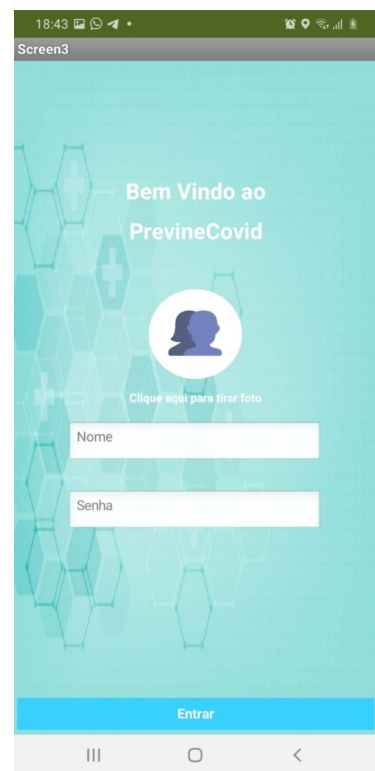 18:43
Screen3
Bem Vindo ao
PrevineCovid
Clique aqui para tirar foto
Nome
Senha
Entrar